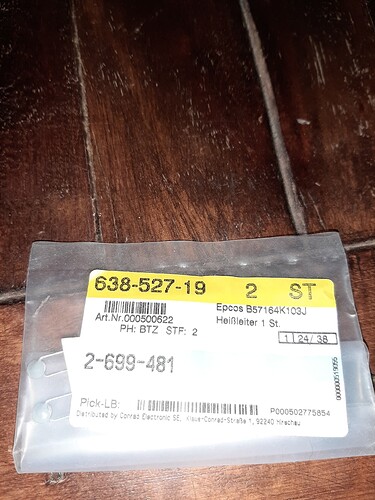 638-527-19 2 ST
Epcos B57164K103J
Art.Nr.000500622 Heißleiter 1 St.
PH: BTZ STF: 2 1 24/ 38
2-699-481
Pick-LB:
P000502775854
Distributed by Conrad Electronic SE, Klaus-Conrad-Straße 1, 92240 Hirschau